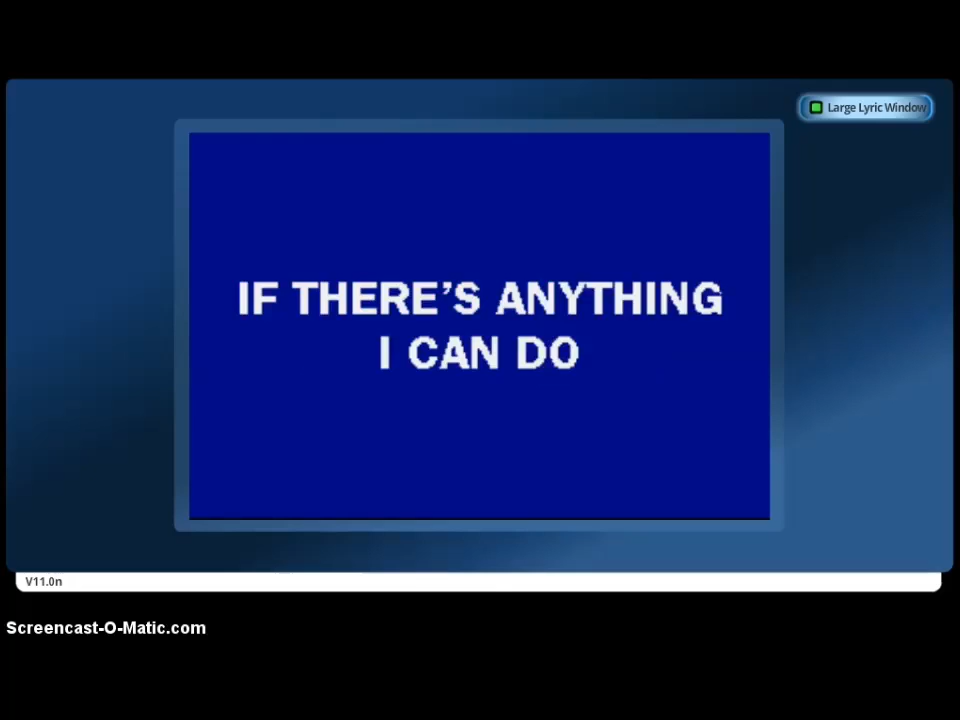 Large Lyric Window
IF THERE'S ANYTHING
I CAN DO
V11.0n
Screencast-O-Matic.com